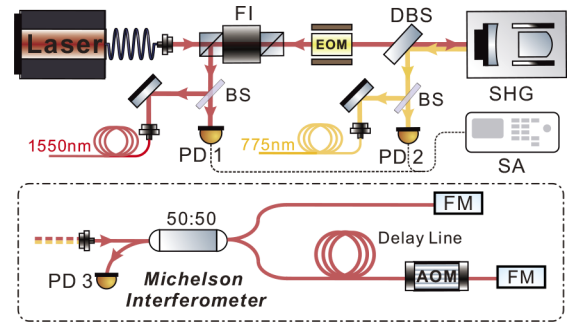 Laser
FI
EOM
DBS
SHG
BS
BS
1550nm
PD 1
775nm
PD 2
SA
50:50
FM
Delay Line
PD 3
Michelson
Interferometer
AOM
FM